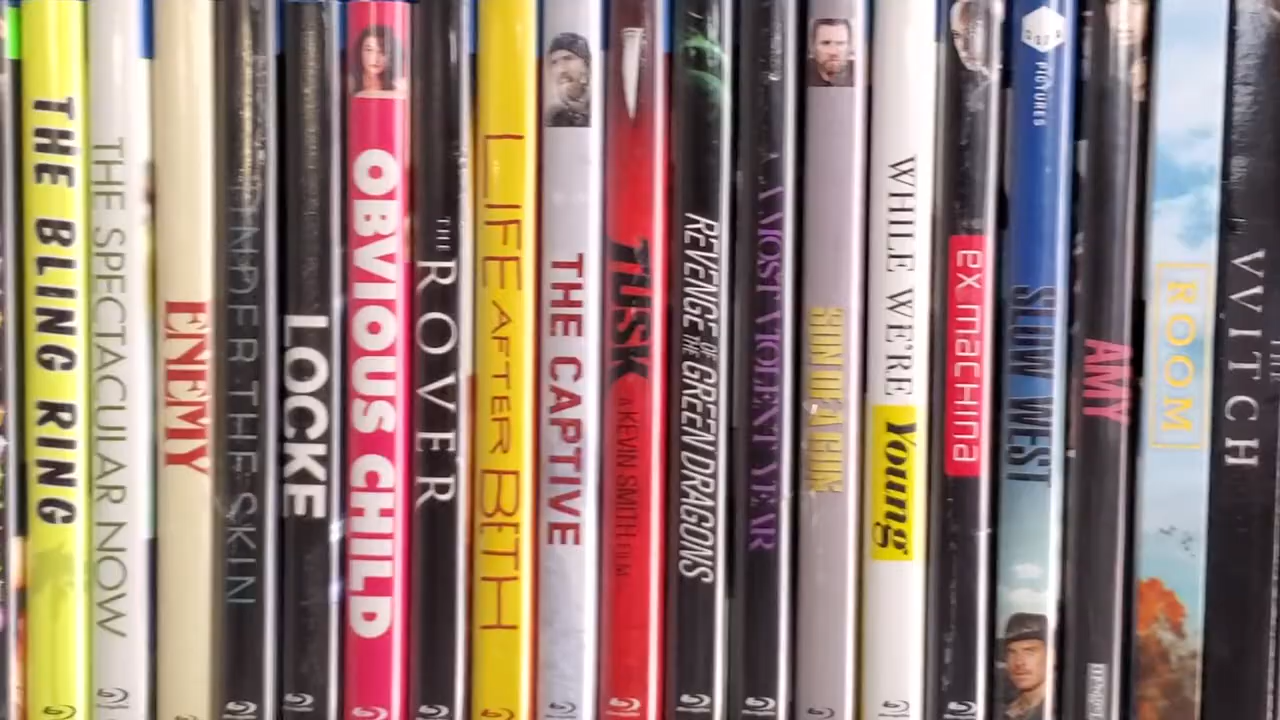 THE BLING RING
THE SPECTACULAR NOW
ENEMY
UNDER THE SKIN
LOCKE
OBVIOUS CHILD
THE ROVER
LIFE AFTER BETH
THE CAPTIVE
TUSK A KEVIN SMITH FILM
REVENGE OF THE GREEN DRAGONS
A MOST VIOLENT YEAR
SON OF A GUN
WHILE WE'RE Young
ex machina
PICTURES
SLOW WEST
AMY
ROOM
THE VVITCH